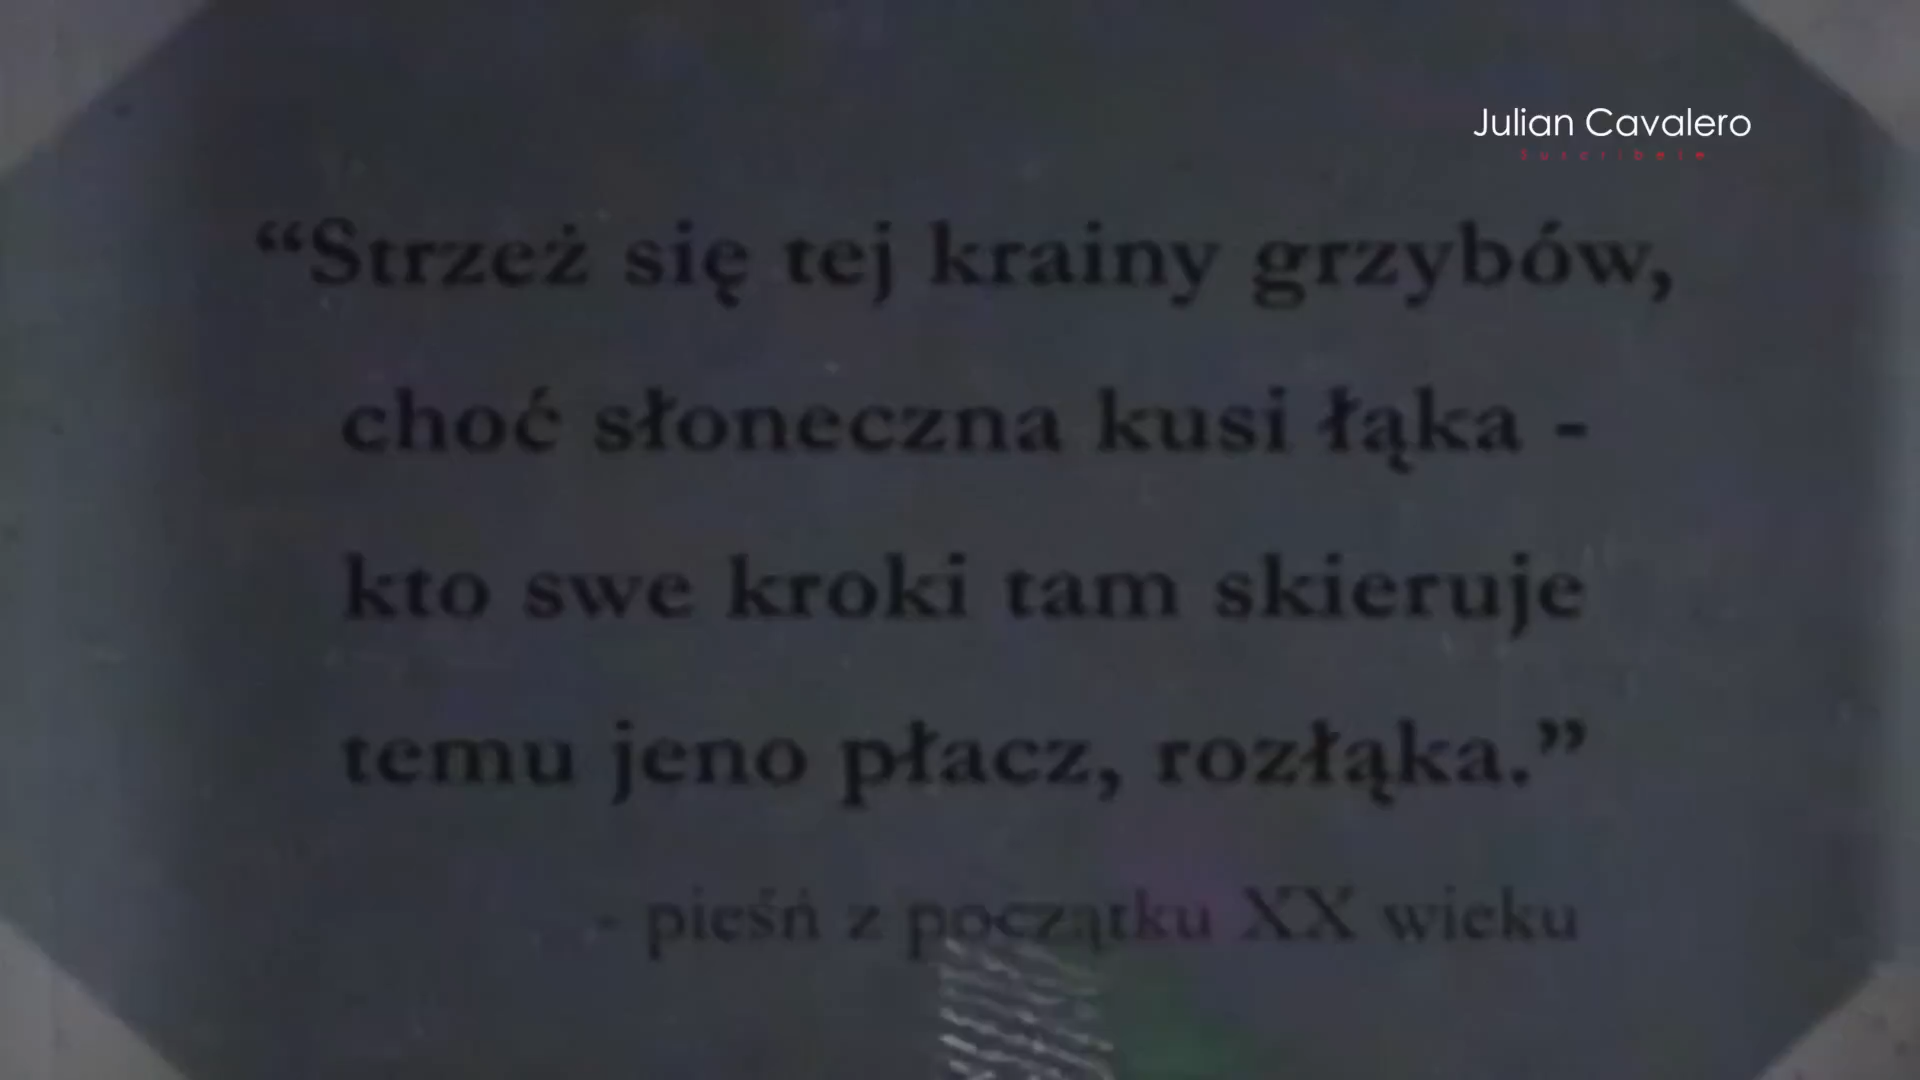 Julian Cavalero
Suscribete
“Strzeż się tej krainy grzybów,
choć słoneczna kusi łąka -
kto swe kroki tam skieruje
temu jeno płacz, rozłąka.”
- pieśń z początku XX wieku